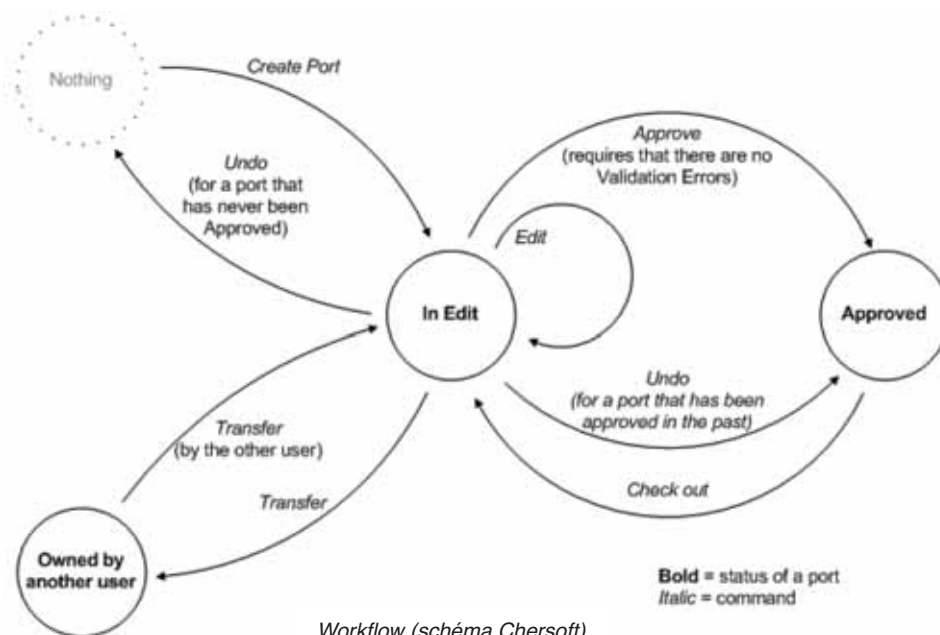 Nothing
Create Port
Undo
(for a port that
has never been
Approved)
Approve
(requires that there are no
Validation Errors)
Edit
In Edit
Approved
Undo
(for a port that has been
approved in the past)
Transfer
(by the other user)
Check out
Transfer
Owned by
another user
Bold = status of a port
Italic = command
Workflow (schéma Chersoft)